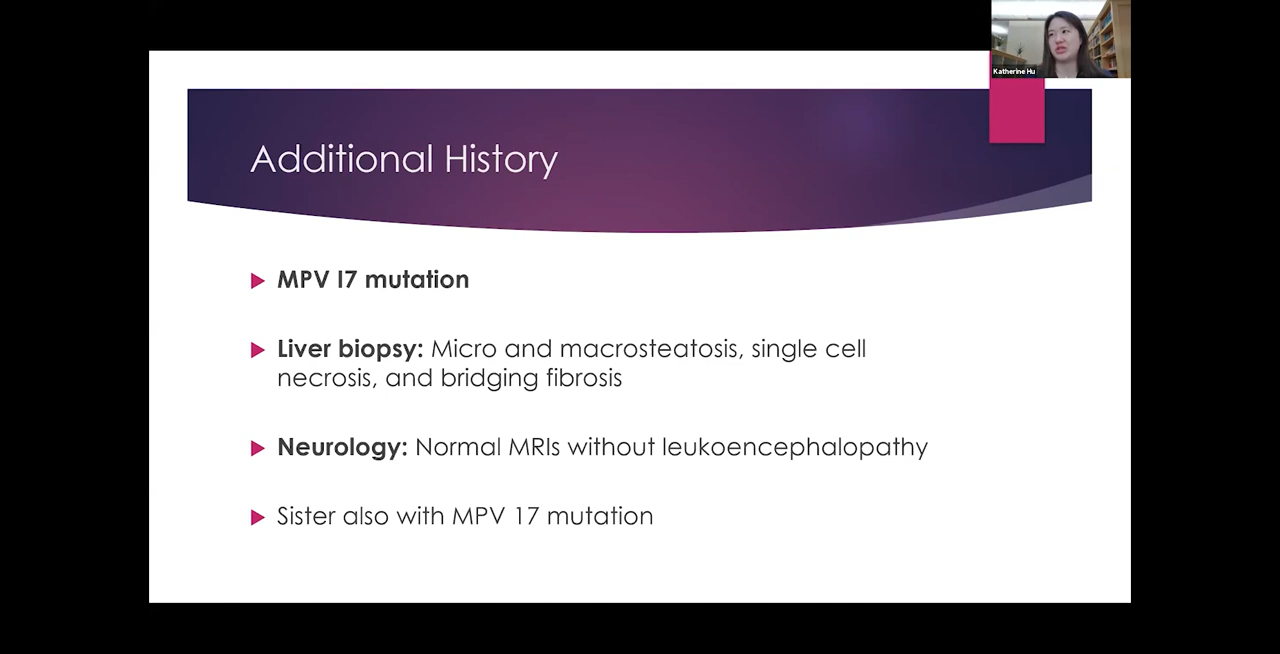 Katherine Hu
Additional History
MPV I7 mutation
Liver biopsy: Micro and macrosteatosis, single cell
necrosis, and bridging fibrosis
Neurology: Normal MRIs without leukoencephalopathy
Sister also with MPV 17 mutation